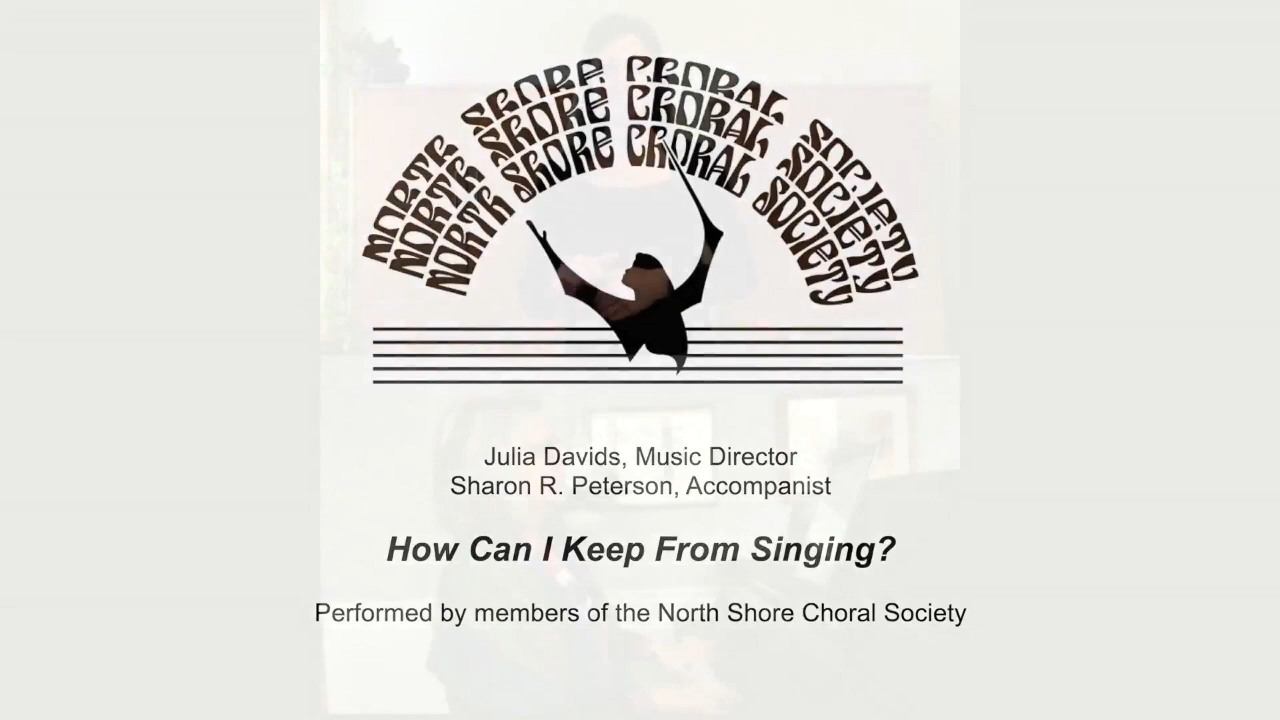 NORTH SHORE CHORAL SOCIETY
NORTH SHORE CHORAL SOCIETY
NORTH SHORE CHORAL SOCIETY
Julia Davids, Music Director
Sharon R. Peterson, Accompanist
How Can I Keep From Singing?
Performed by members of the North Shore Choral Society